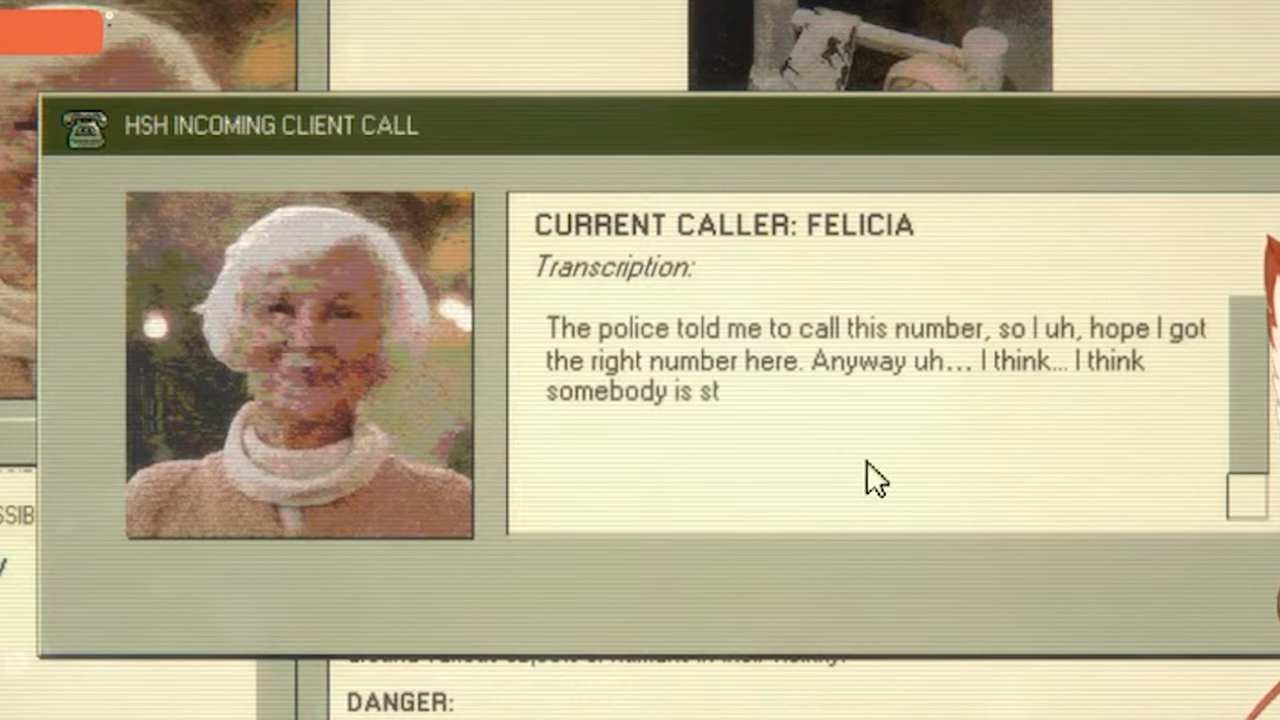 HSH INCOMING CLIENT CALL
CURRENT CALLER: FELICIA
Transcription:
The police told me to call this number, so I uh, hope I got
the right number here. Anyway uh... I think... I think
somebody is st
DANGER: